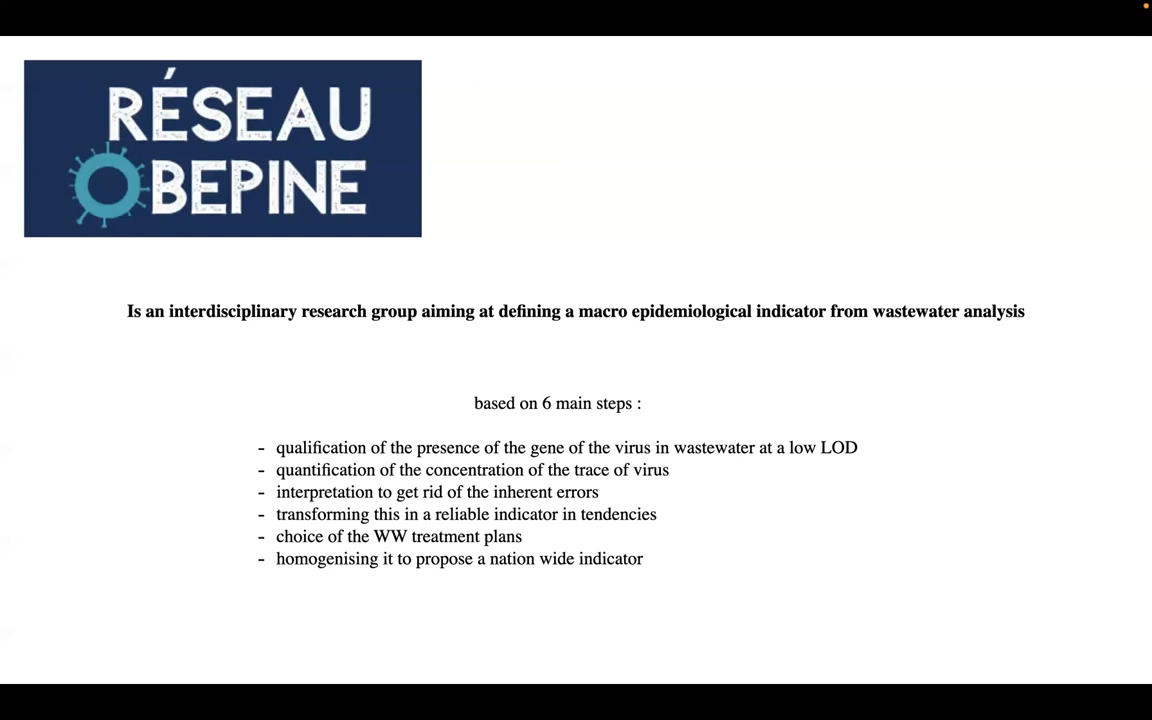 RÉSEAU
OBEPINE
Is an interdisciplinary research group aiming at defining a macro epidemiological indicator from wastewater analysis
based on 6 main steps :
- qualification of the presence of the gene of the virus in wastewater at a low LOD
- quantification of the concentration of the trace of virus
- interpretation to get rid of the inherent errors
- transforming this in a reliable indicator in tendencies
- choice of the WW treatment plans
- homogenising it to propose a nation wide indicator